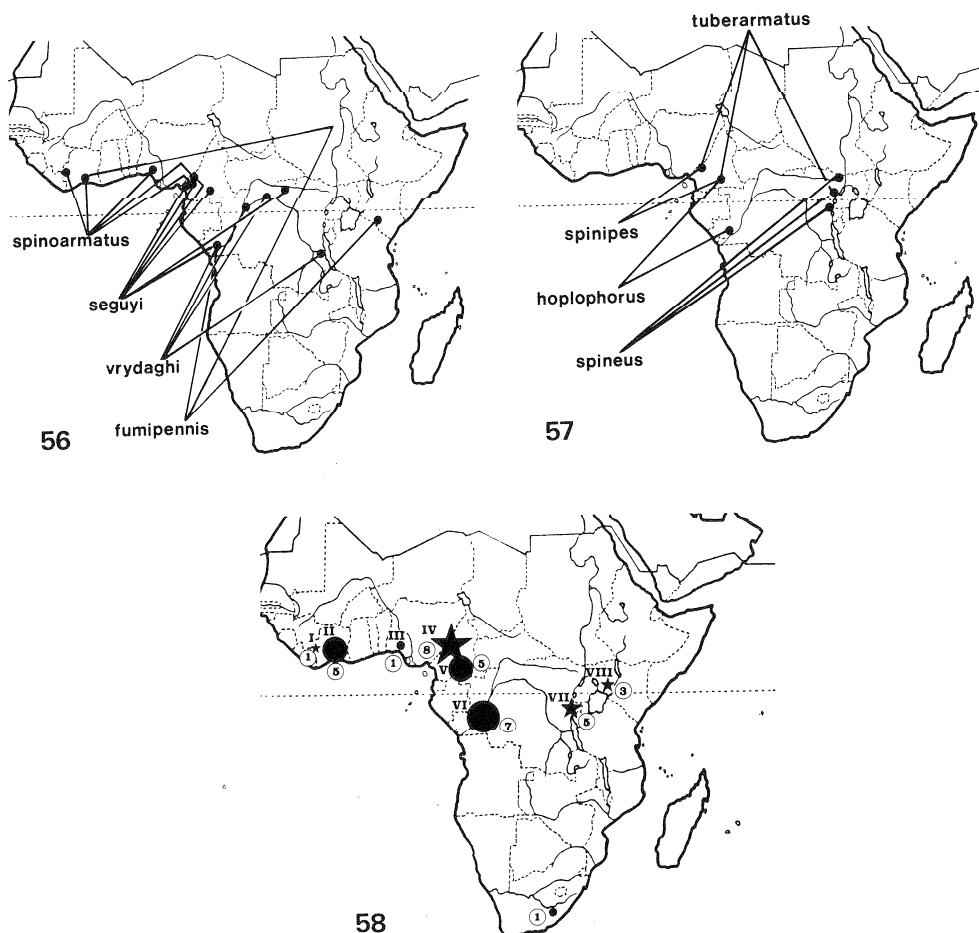 spinoarmatus
seguyi
vrydaghi
fumipennis
56
tuberarmatus
spinipes
hoplophorus
spineus
57
I
II
III
IV
V
VI
VII
VIII
1
5
1
8
5
7
5
3
1
58